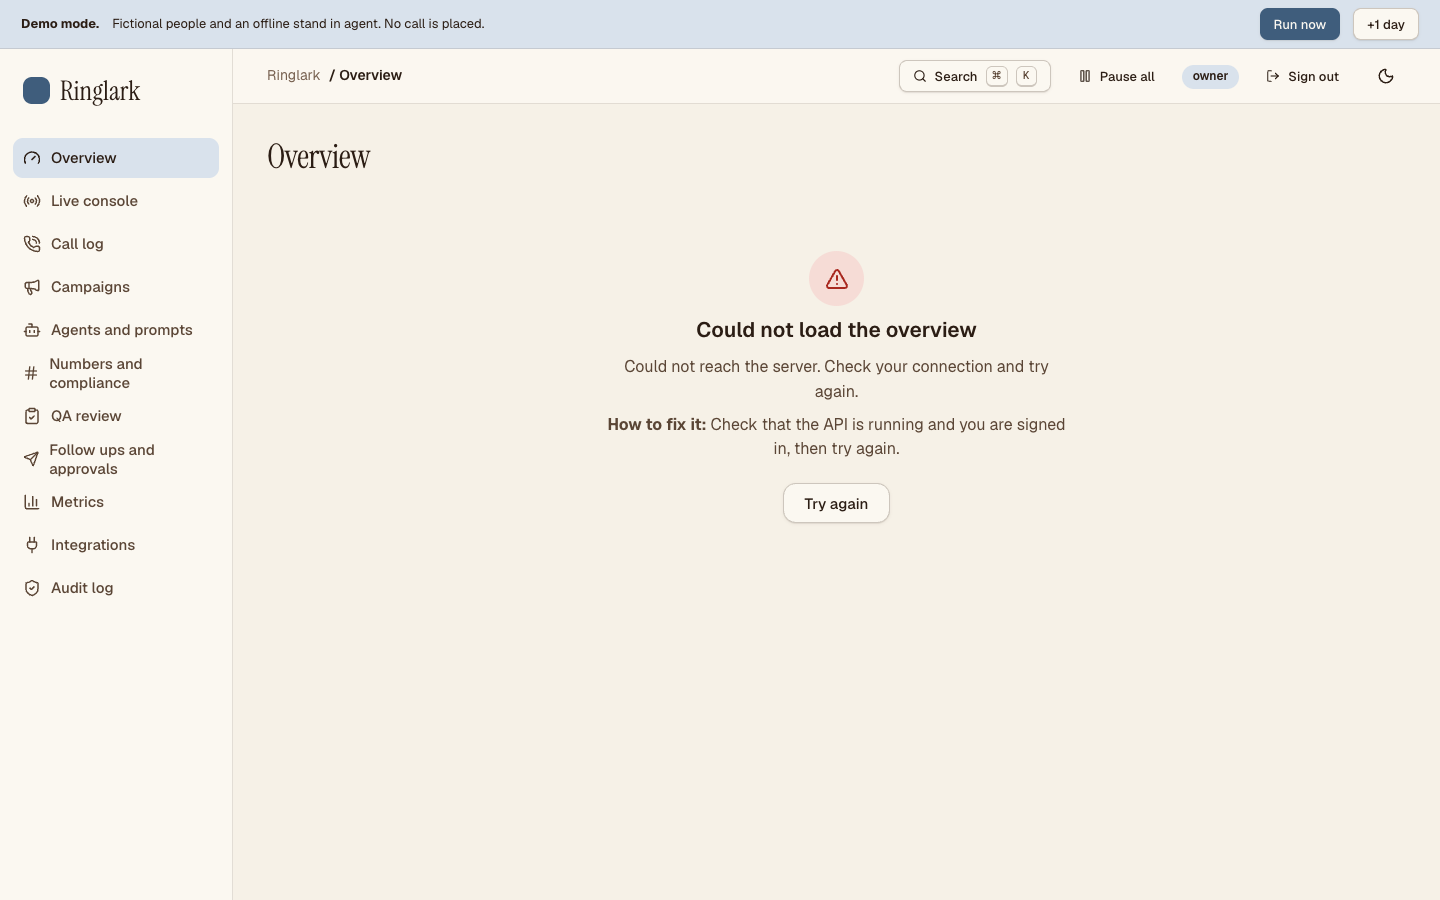 Demo mode. Fictional people and an offline stand in agent. No call is placed.
Run now
+1 day
Ringlark
Ringlark / Overview
Search ⌘ K
Pause all
owner
Sign out
Overview
Live console
Call log
Campaigns
Agents and prompts
Numbers and
compliance
QA review
Follow ups and
approvals
Metrics
Integrations
Audit log
Overview
Could not load the overview
Could not reach the server. Check your connection and try
again.
How to fix it: Check that the API is running and you are signed
in, then try again.
Try again